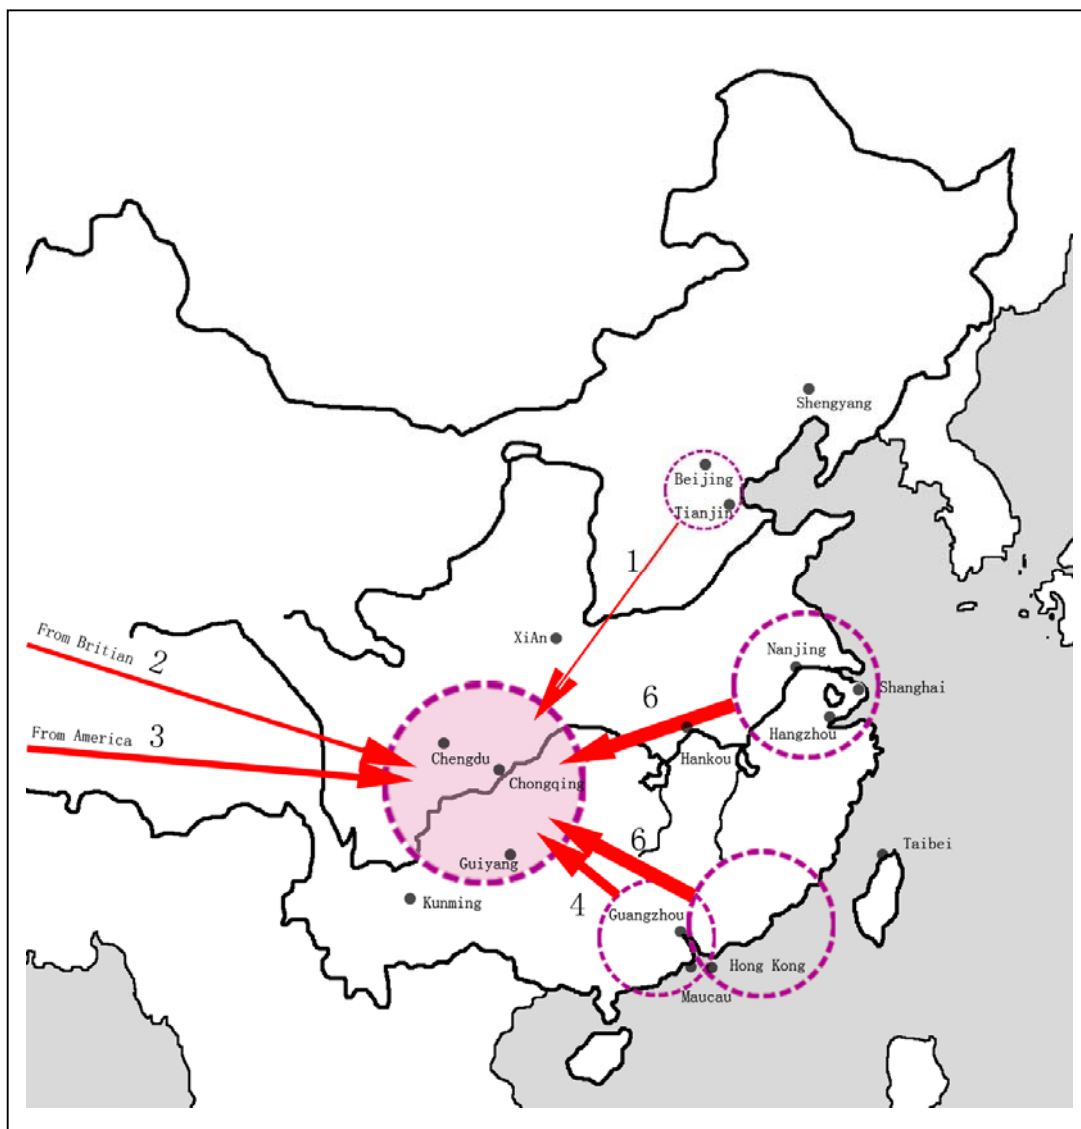 Shengyang
Beijing
Tianjin
1
XiAn
From Britian 2
Nanjing
Shanghai
6
From America 3
Hangzhou
Chengdu
Hankou
Chongqing
6
Taibei
Guiyang
Kunming
4
Guangzhou
Hong Kong
Maucau